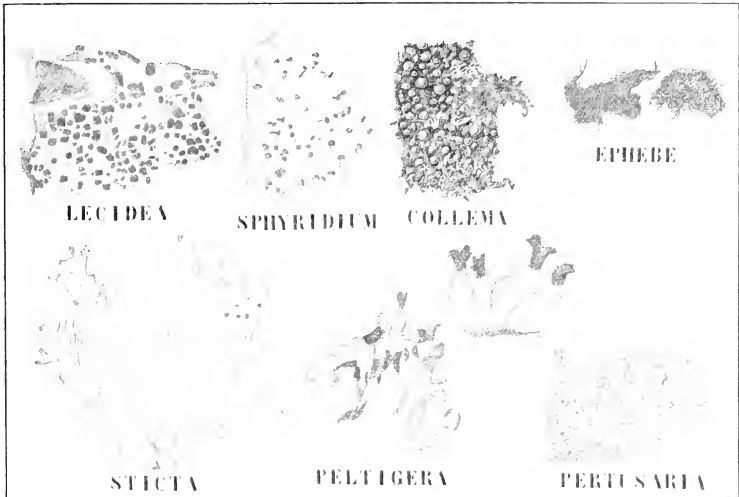 EPHEBE
LECIDEA
SPHYRIDIUM
COLLEMA
STICTA
PELTIGERA
PERTUSARIA